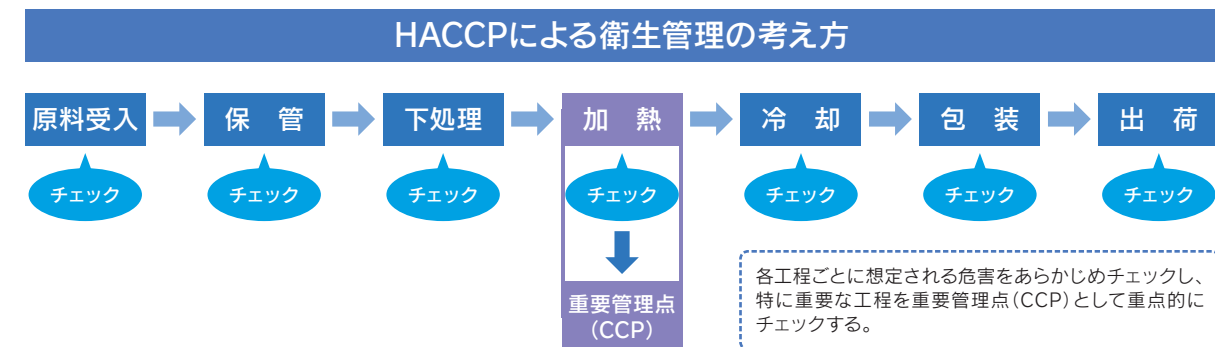 HACCPによる衛生管理の考え方
原料受入
保　管
下処理
加　熱
冷　却
包　装
出　荷
チェック
チェック
チェック
チェック
チェック
チェック
チェック
重要管理点
（CCP）
各工程ごとに想定される危害をあらかじめチェックし、
特に重要な工程を重要管理点（CCP）として重点的に
チェックする。